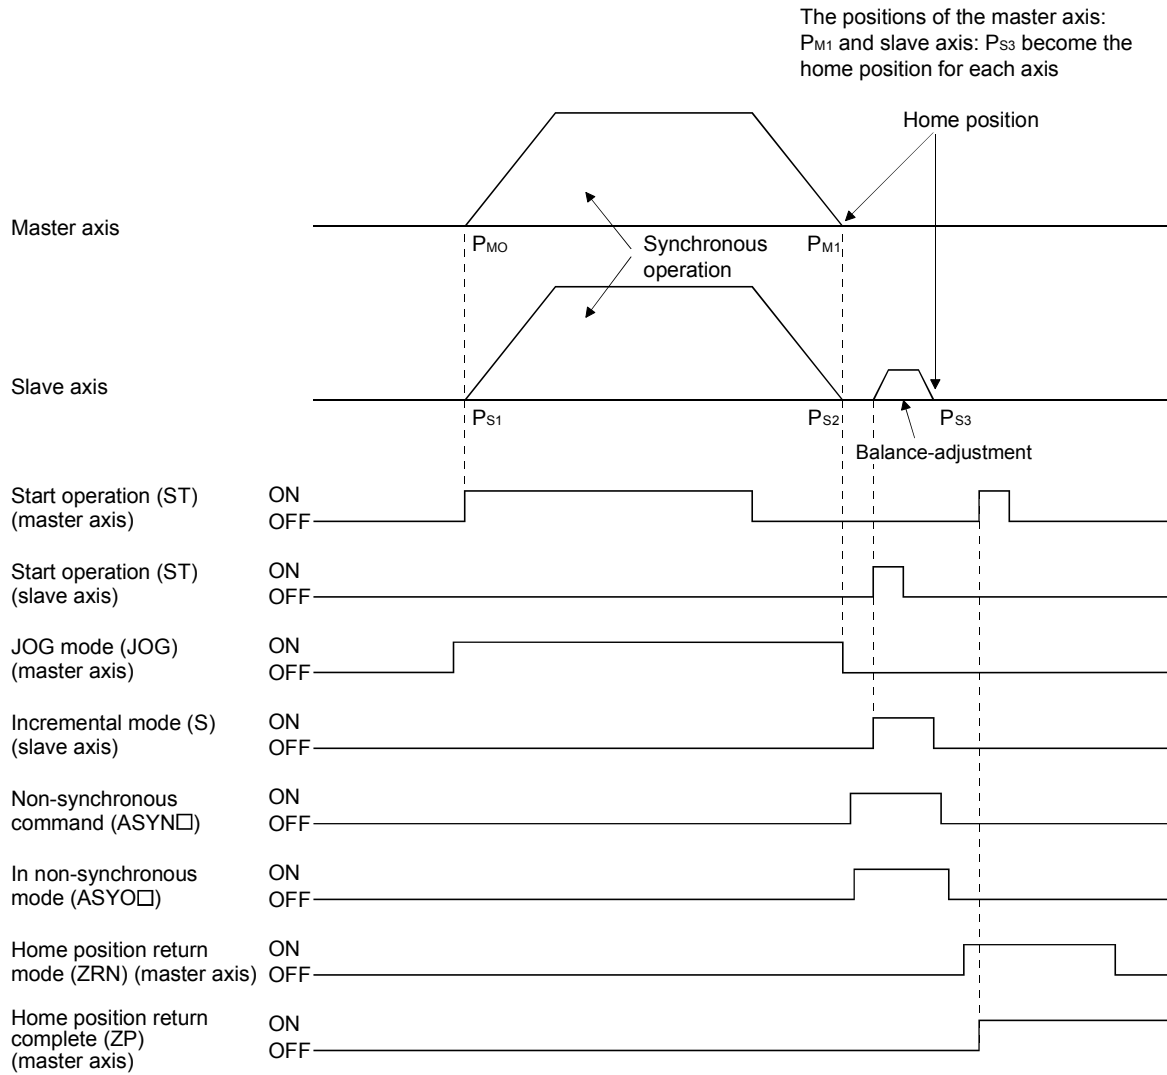 The positions of the master axis:
PM1 and slave axis: PS3 become the
home position for each axis
Home position
Master axis
PMO
Synchronous
operation
PM1
Slave axis
PS1
PS2
PS3
Balance-adjustment
Start operation (ST)
(master axis)
ON
OFF
Start operation (ST)
(slave axis)
ON
OFF
JOG mode (JOG)
(master axis)
ON
OFF
Incremental mode (S)
(slave axis)
ON
OFF
Non-synchronous
command (ASYN□)
ON
OFF
In non-synchronous
mode (ASYO□)
ON
OFF
Home position return
mode (ZRN) (master axis)
ON
OFF
Home position return
complete (ZP)
(master axis)
ON
OFF